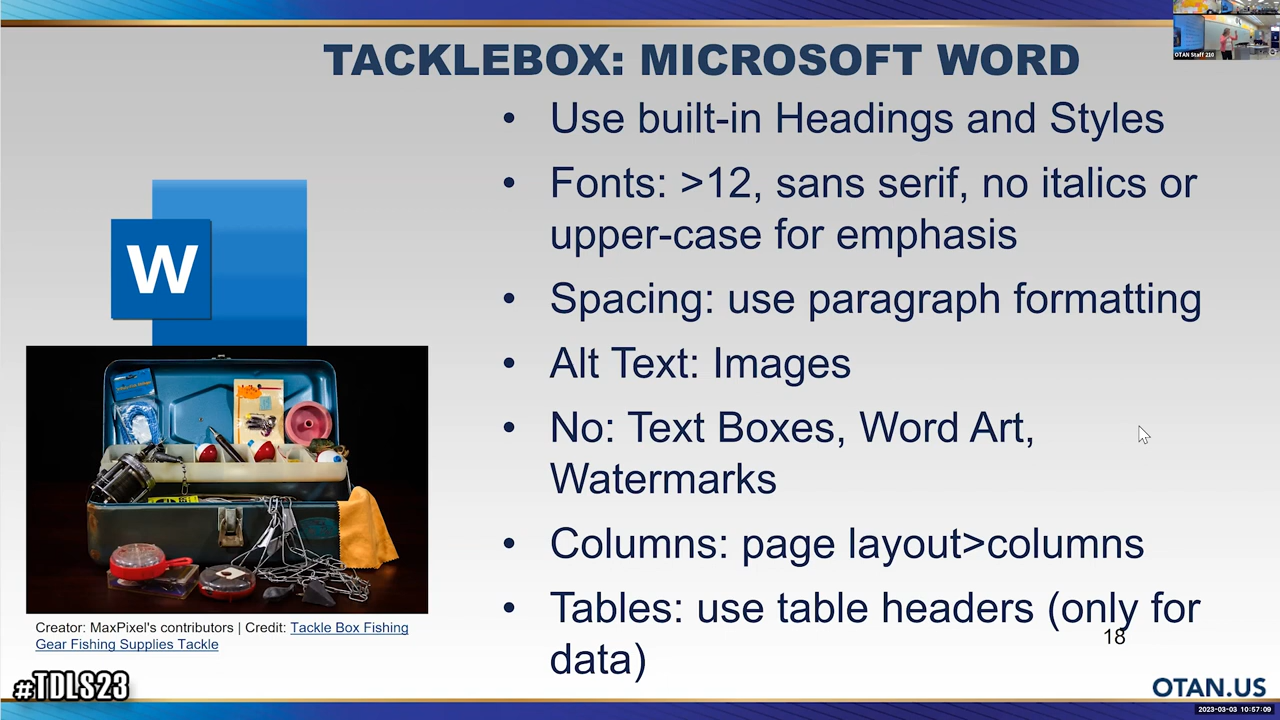 OTAN Staff 210
TACKLEBOX: MICROSOFT WORD
• Use built-in Headings and Styles
• Fonts: >12, sans serif, no italics or
upper-case for emphasis
• Spacing: use paragraph formatting
• Alt Text: Images
• No: Text Boxes, Word Art,
Watermarks
• Columns: page layout>columns
• Tables: use table headers (only for
data)
W
Creator: MaxPixel's contributors | Credit: Tackle Box Fishing
Gear Fishing Supplies Tackle
18
#TDLS23
OTAN.US
2023-03-03 10:57:09